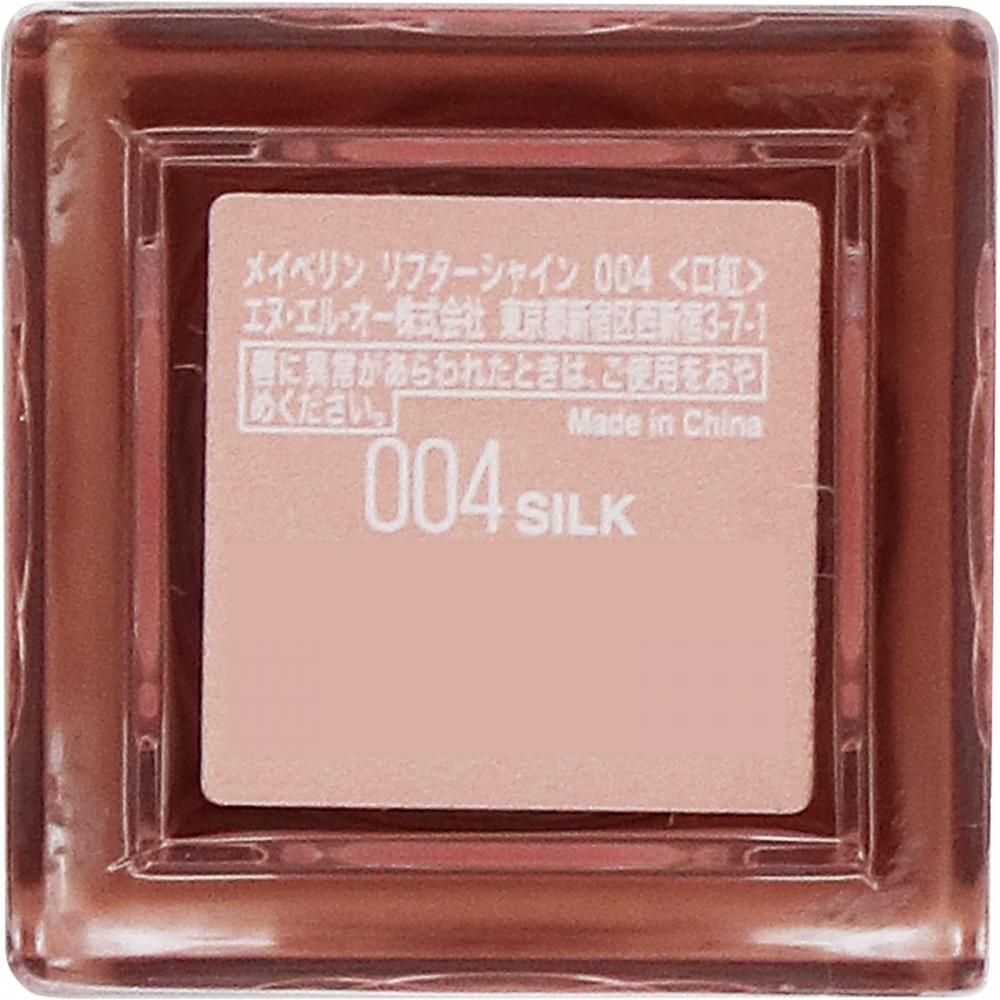 メイベリン リフターシャイン 004 〈口紅〉
エヌ・エル・オー株式会社 東京都新宿区西新宿3-7-1
唇に異常があらわれたときは、ご使用をおや
めください。
Made in China
004 SILK